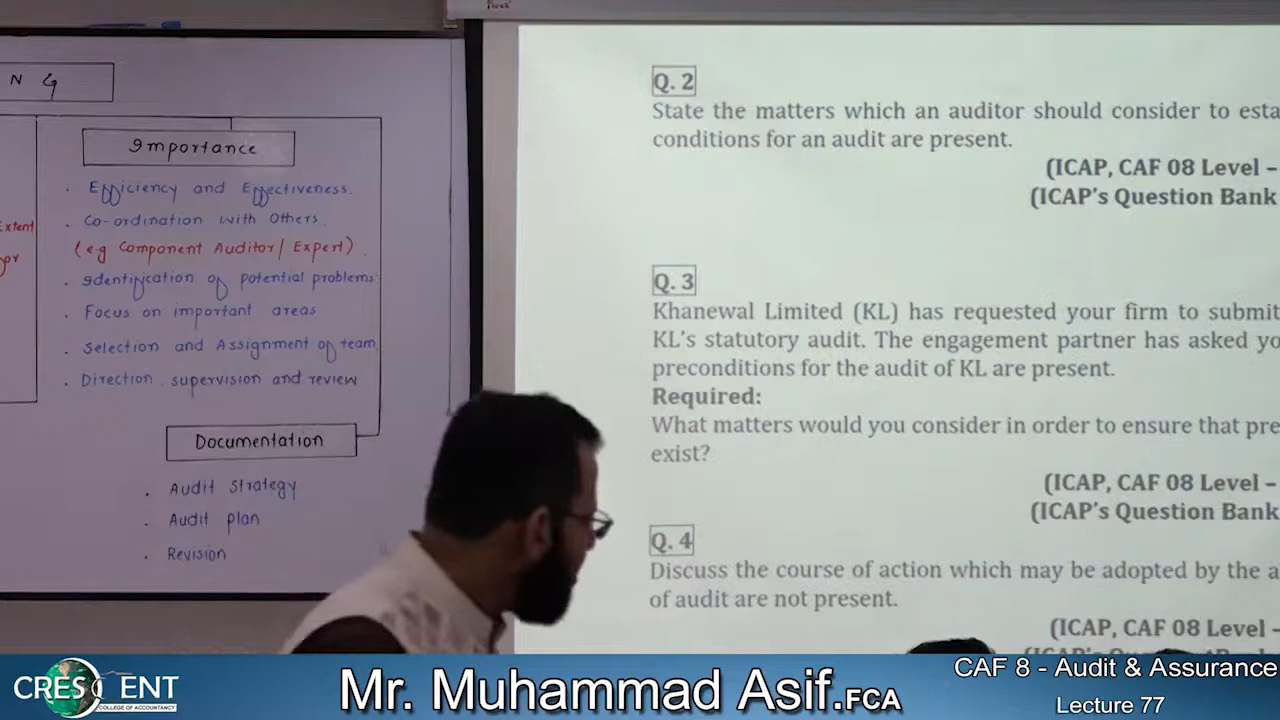 N G
Importance
. Efficiency and Effectiveness.
. Co-ordination with Others.
(e.g Component Auditor/ Expert).
. Identification of potential problems
. Focus on important areas
. Selection and Assignment of team
. Direction, supervision and review
Extent
Documentation
. Audit Strategy
. Audit plan
. Revision
Q. 2
State the matters which an auditor should consider to esta
conditions for an audit are present.
(ICAP, CAF 08 Level –
(ICAP's Question Bank
Q. 3
Khanewal Limited (KL) has requested your firm to submit
KL's statutory audit. The engagement partner has asked yo
preconditions for the audit of KL are present.
Required:
What matters would you consider in order to ensure that pre
exist?
(ICAP, CAF 08 Level –
(ICAP's Question Bank
Q. 4
Discuss the course of action which may be adopted by the a
of audit are not present.
(ICAP, CAF 08 Level –
CRESCENT
COLLEGE OF ACCOUNTANCY
Mr. Muhammad Asif.FCA
CAF 8 - Audit & Assurance
Lecture 77